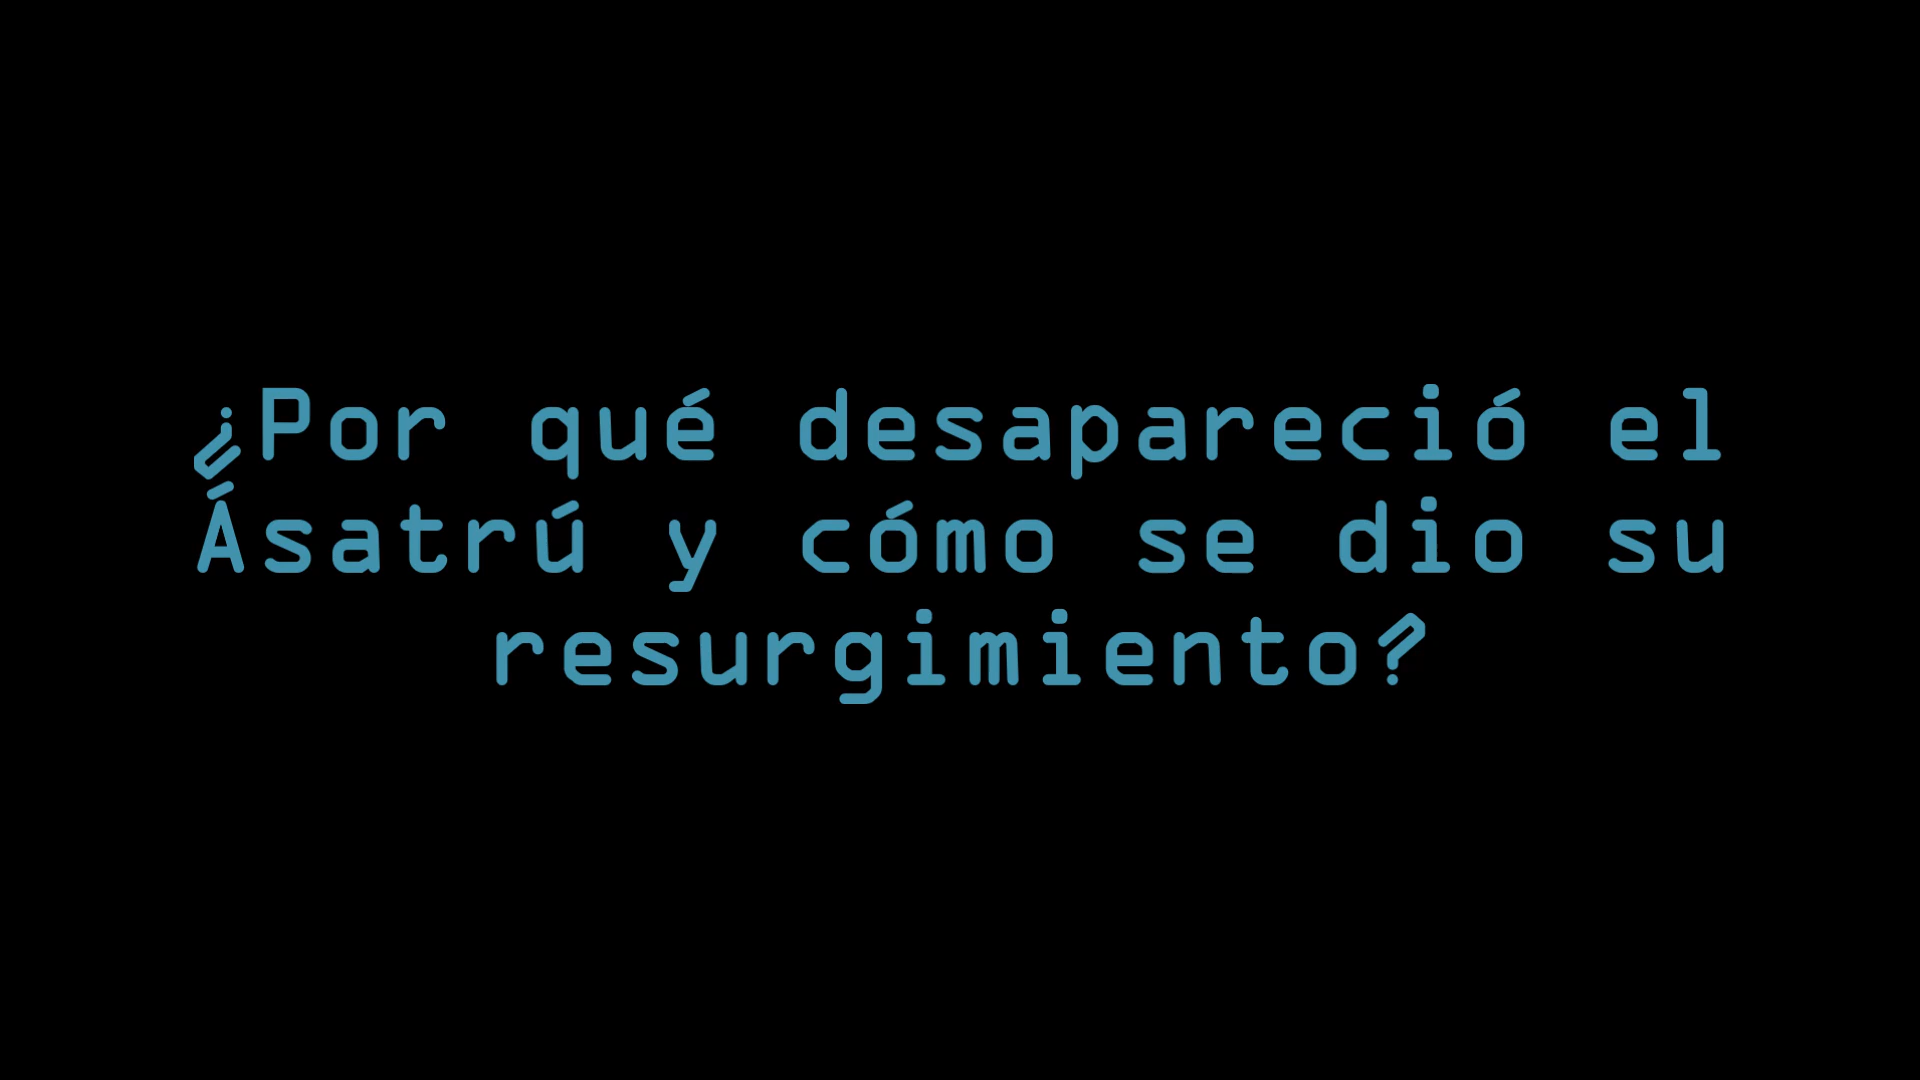 ¿Por qué desapareció el
Ásatrú y cómo se dio su
resurgimiento?